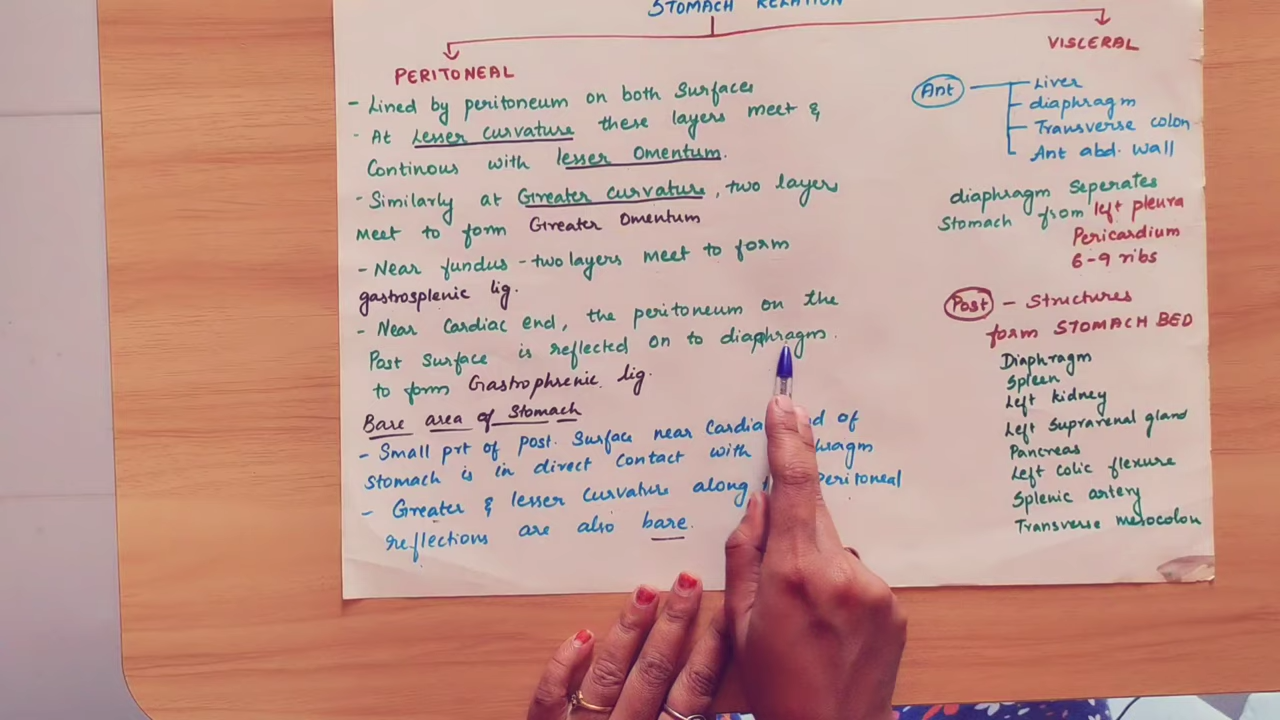 STOMACH RELATION
PERITONEAL
- Lined by peritoneum on both Surfaces
- At Lesser curvature these layers meet &
Continous with lesser Omentum.
- Similarly at Greater curvature, two layers
meet to form Greater Omentum
- Near fundus - two layers meet to form
gastrosplenic lig.
- Near Cardiac end, the peritoneum on the
Post Surface is reflected on to diaphragm.
to form Gastrophrenic lig.
Bare area of Stomach
- Small prt of post. Surface near Cardia nd of
Stomach is in direct Contact with hragm
- Greater & lesser Curvature along peritoneal
reflections are also bare.
VISCERAL
Ant
Liver
- diaphragm
- Transverse colon
- Ant abd. wall
diaphragm Seperates
Stomach from left pleura
Pericardium
6-9 ribs
Post - Structures
form STOMACH BED
Diaphragm
Spleen
Left kidney
Left Suprarenal gland
Pancreas
Left colic flexure
Splenic artery
Transverse mesocolon